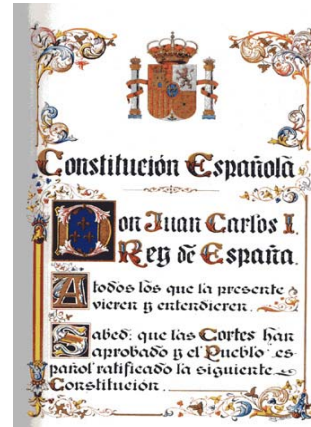 Constitución Española
Don Juan Carlos I,
Rey de España.
A todos los que la presente
vieren y entendieren.
Sabed: que las Cortes han
aprobado y el Pueblo es-
pañol ratificado la siguiente
Constitución.